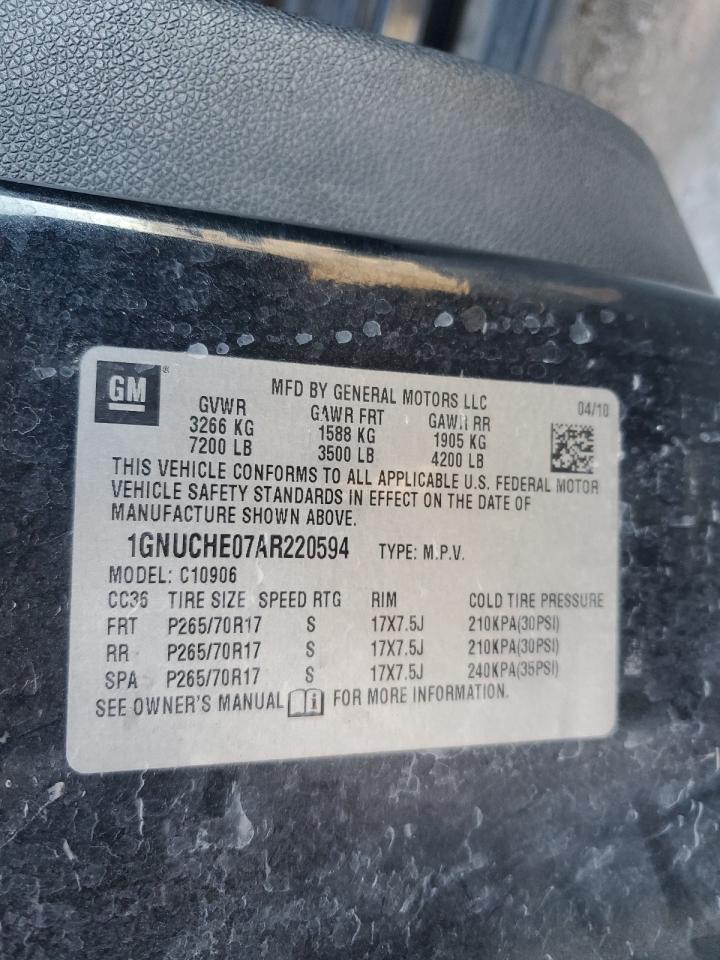 GM ® MFD BY GENERAL MOTORS LLC 04/10
GVWR GAWR FRT GAWR RR
3266 KG 1588 KG 1905 KG
7200 LB 3500 LB 4200 LB
THIS VEHICLE CONFORMS TO ALL APPLICABLE U.S. FEDERAL MOTOR
VEHICLE SAFETY STANDARDS IN EFFECT ON THE DATE OF
MANUFACTURE SHOWN ABOVE.
1GNUCHE07AR220594 TYPE: M.P.V.
MODEL: C10906
CC36 TIRE SIZE SPEED RTG RIM COLD TIRE PRESSURE
FRT P265/70R17 S 17X7.5J 210KPA(30PSI)
RR P265/70R17 S 17X7.5J 210KPA(30PSI)
SPA P265/70R17 S 17X7.5J 240KPA(35PSI)
SEE OWNER'S MANUAL i FOR MORE INFORMATION.